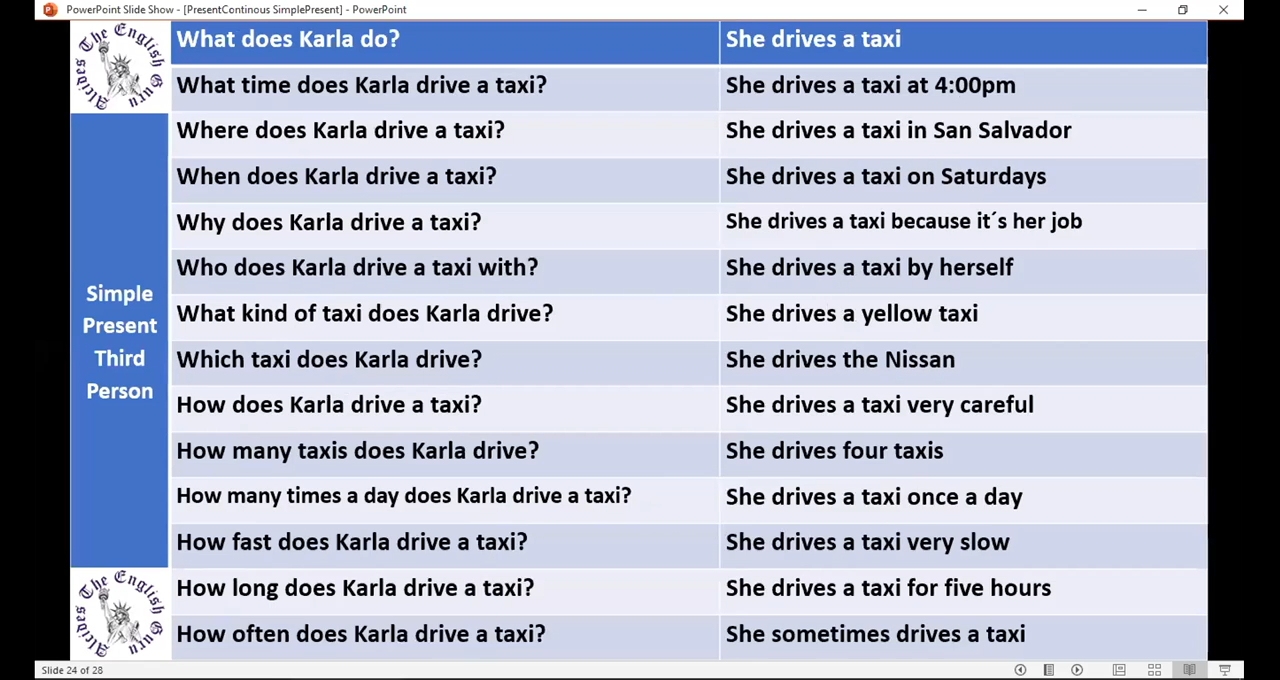 PowerPoint Slide Show - [PresentContinous SimplePresent] - PowerPoint
Alcides The English Guru
What does Karla do? She drives a taxi
What time does Karla drive a taxi? She drives a taxi at 4:00pm
Where does Karla drive a taxi? She drives a taxi in San Salvador
When does Karla drive a taxi? She drives a taxi on Saturdays
Why does Karla drive a taxi? She drives a taxi because it´s her job
Who does Karla drive a taxi with? She drives a taxi by herself
What kind of taxi does Karla drive? She drives a yellow taxi
Which taxi does Karla drive? She drives the Nissan
How does Karla drive a taxi? She drives a taxi very careful
How many taxis does Karla drive? She drives four taxis
How many times a day does Karla drive a taxi? She drives a taxi once a day
How fast does Karla drive a taxi? She drives a taxi very slow
How long does Karla drive a taxi? She drives a taxi for five hours
How often does Karla drive a taxi? She sometimes drives a taxi
Simple
Present
Third
Person
Alcides The English Guru
Slide 24 of 28